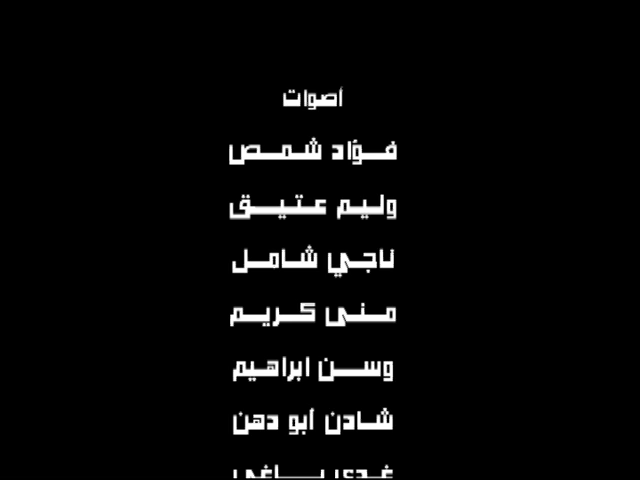 أصوات
فؤاد شمص
وليم عتيق
ناجي شامل
منى كريم
وسن ابراهيم
شادن أبو دهن